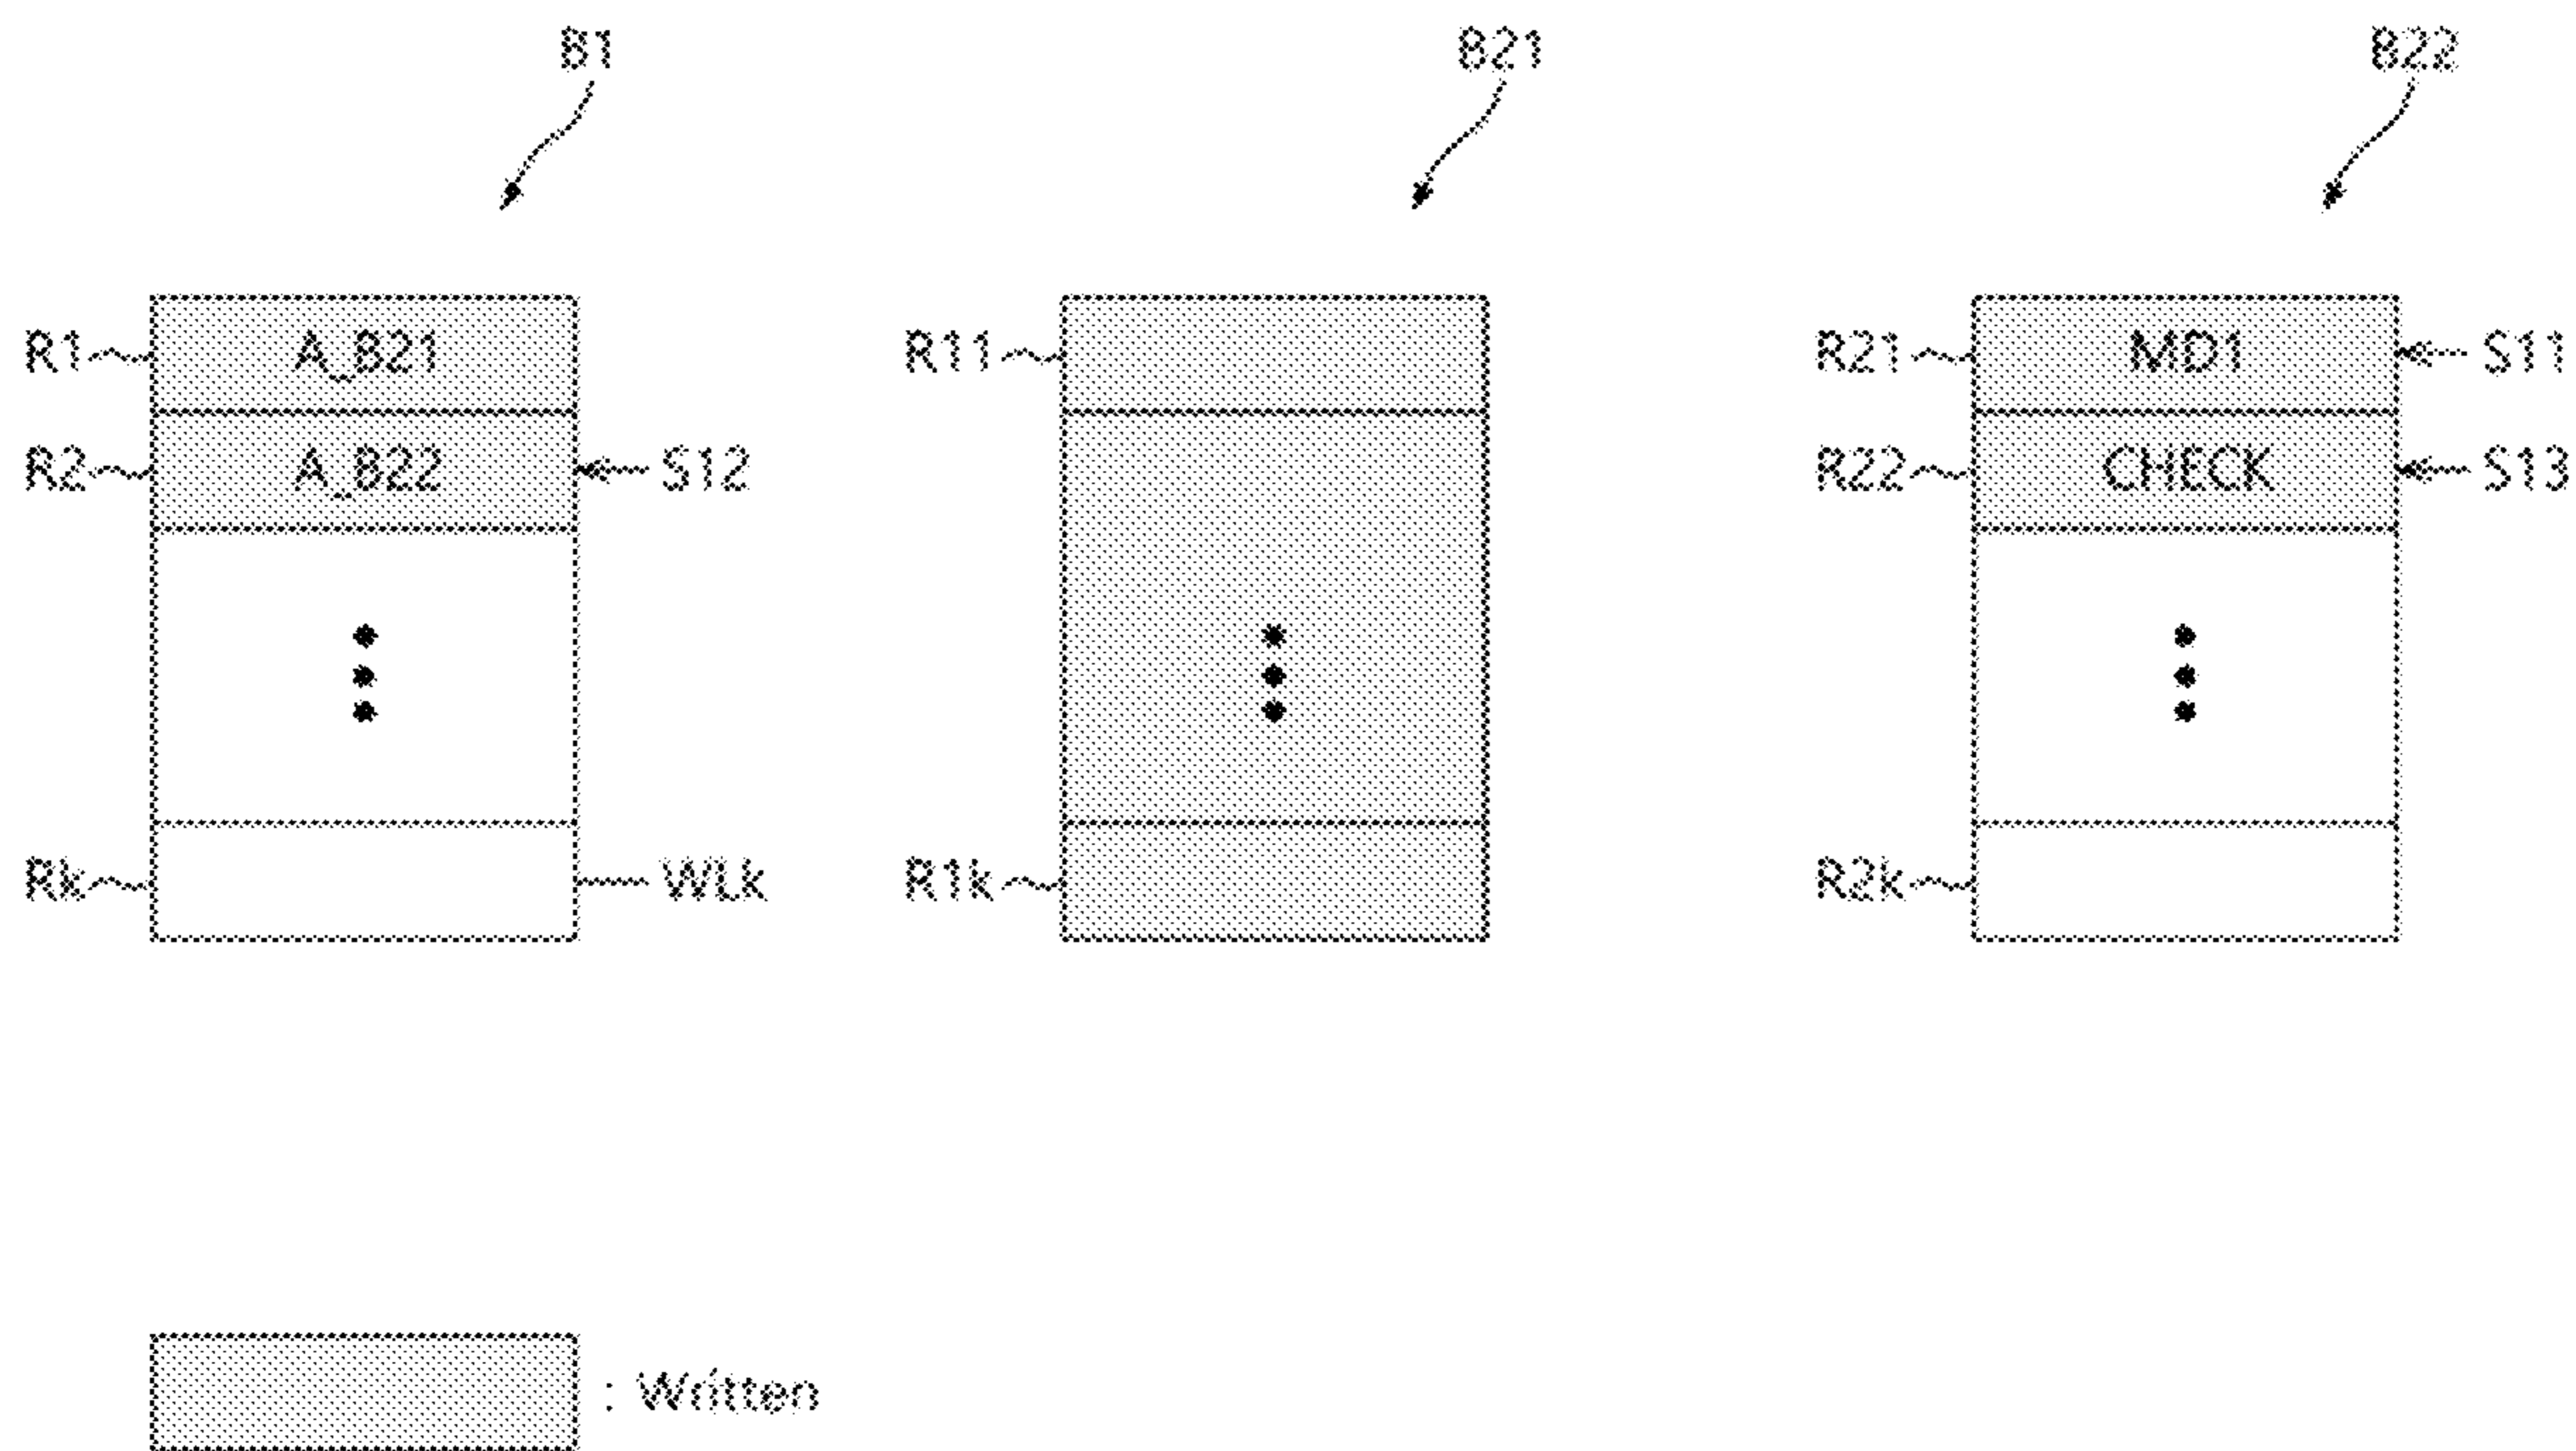 B1 B21 B22
R1 A_B21 R11 R21 MD1 S11
R2 A_B22 S12 R22 CHECK S13
Rk WLk R1k R2k
: Written